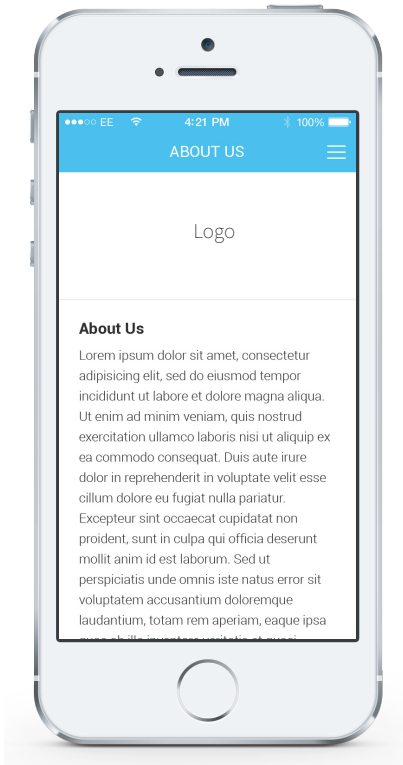 EE 4:21 PM 100%
ABOUT US
Logo
About Us
Lorem ipsum dolor sit amet, consectetur
adipisicing elit, sed do eiusmod tempor
incididunt ut labore et dolore magna aliqua.
Ut enim ad minim veniam, quis nostrud
exercitation ullamco laboris nisi ut aliquip ex
ea commodo consequat. Duis aute irure
dolor in reprehenderit in voluptate velit esse
cillum dolore eu fugiat nulla pariatur.
Excepteur sint occaecat cupidatat non
proident, sunt in culpa qui officia deserunt
mollit anim id est laborum. Sed ut
perspiciatis unde omnis iste natus error sit
voluptatem accusantium doloremque
laudantium, totam rem aperiam, eaque ipsa